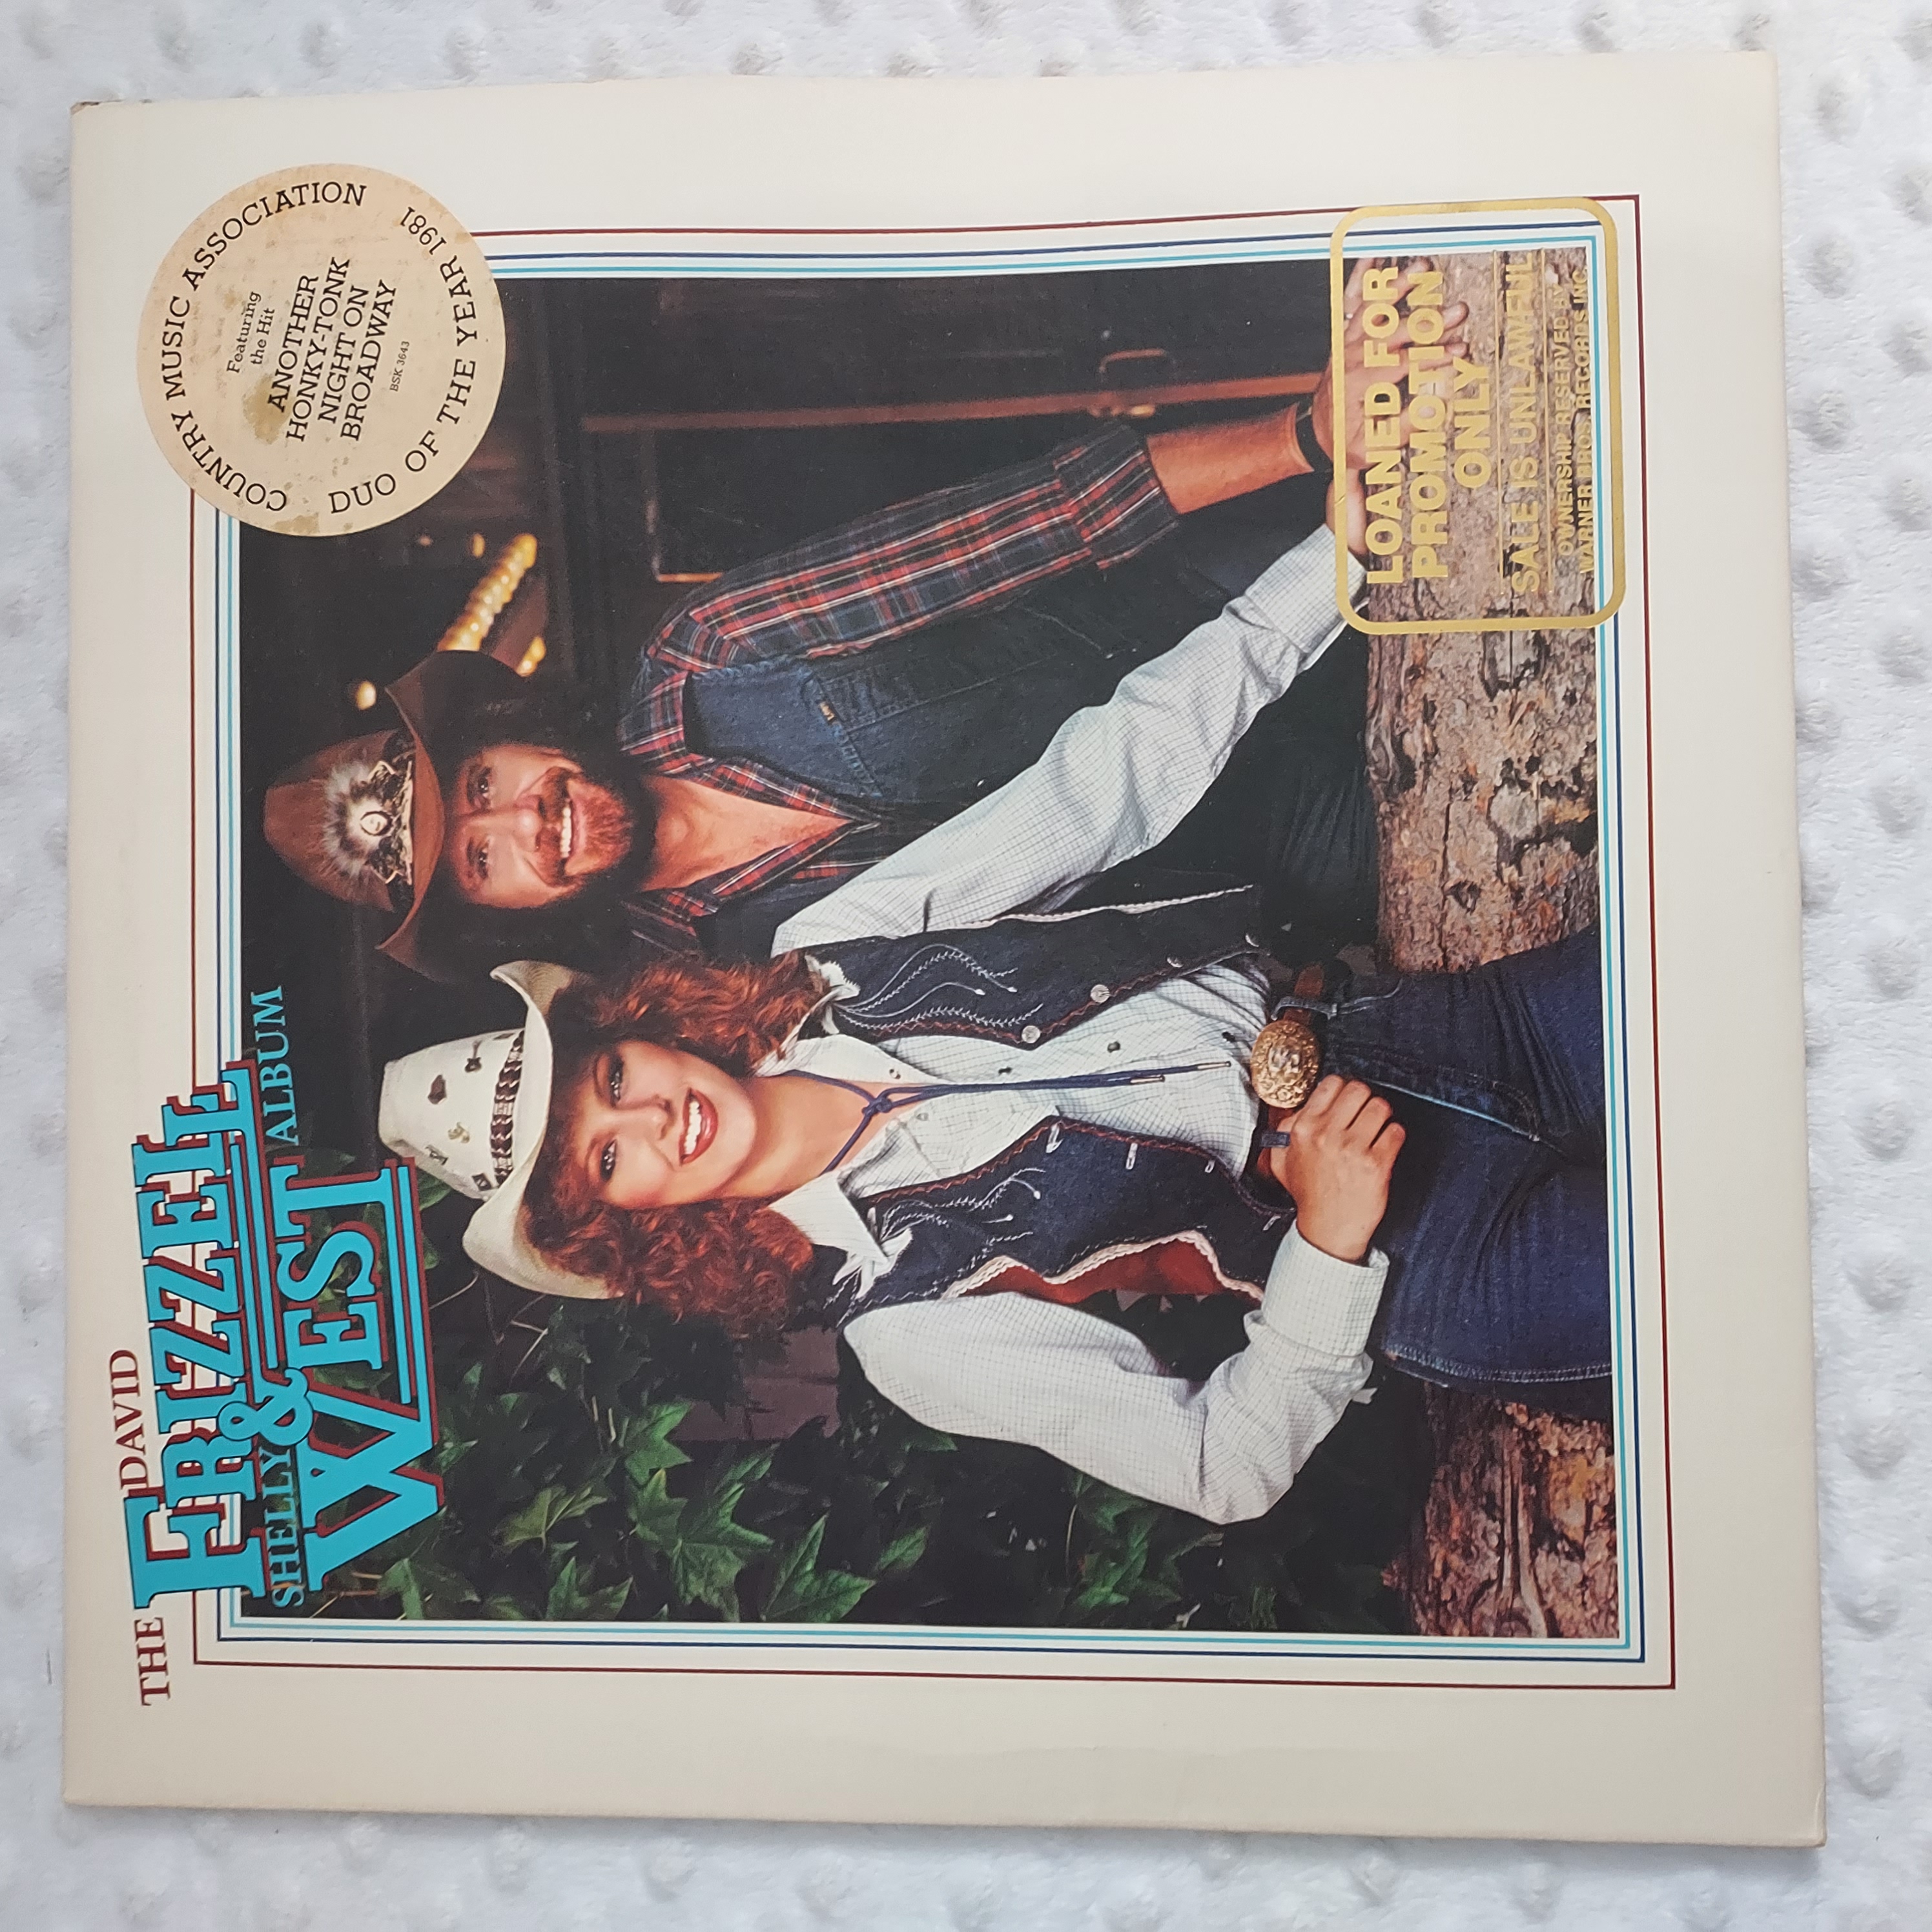 THE DAVID
FRIZZELL
SHELLY & ALBUM
WEST
COUNTRY MUSIC ASSOCIATION
Featuring
the Hit
ANOTHER
HONKY-TONK
NIGHT ON
BROADWAY
BSK 3643
DUO OF THE YEAR 1981
LOANED FOR
PROMOTION
ONLY
SALE IS UNLAWFUL
OWNERSHIP RESERVED BY
WARNER BROS. RECORDS INC.